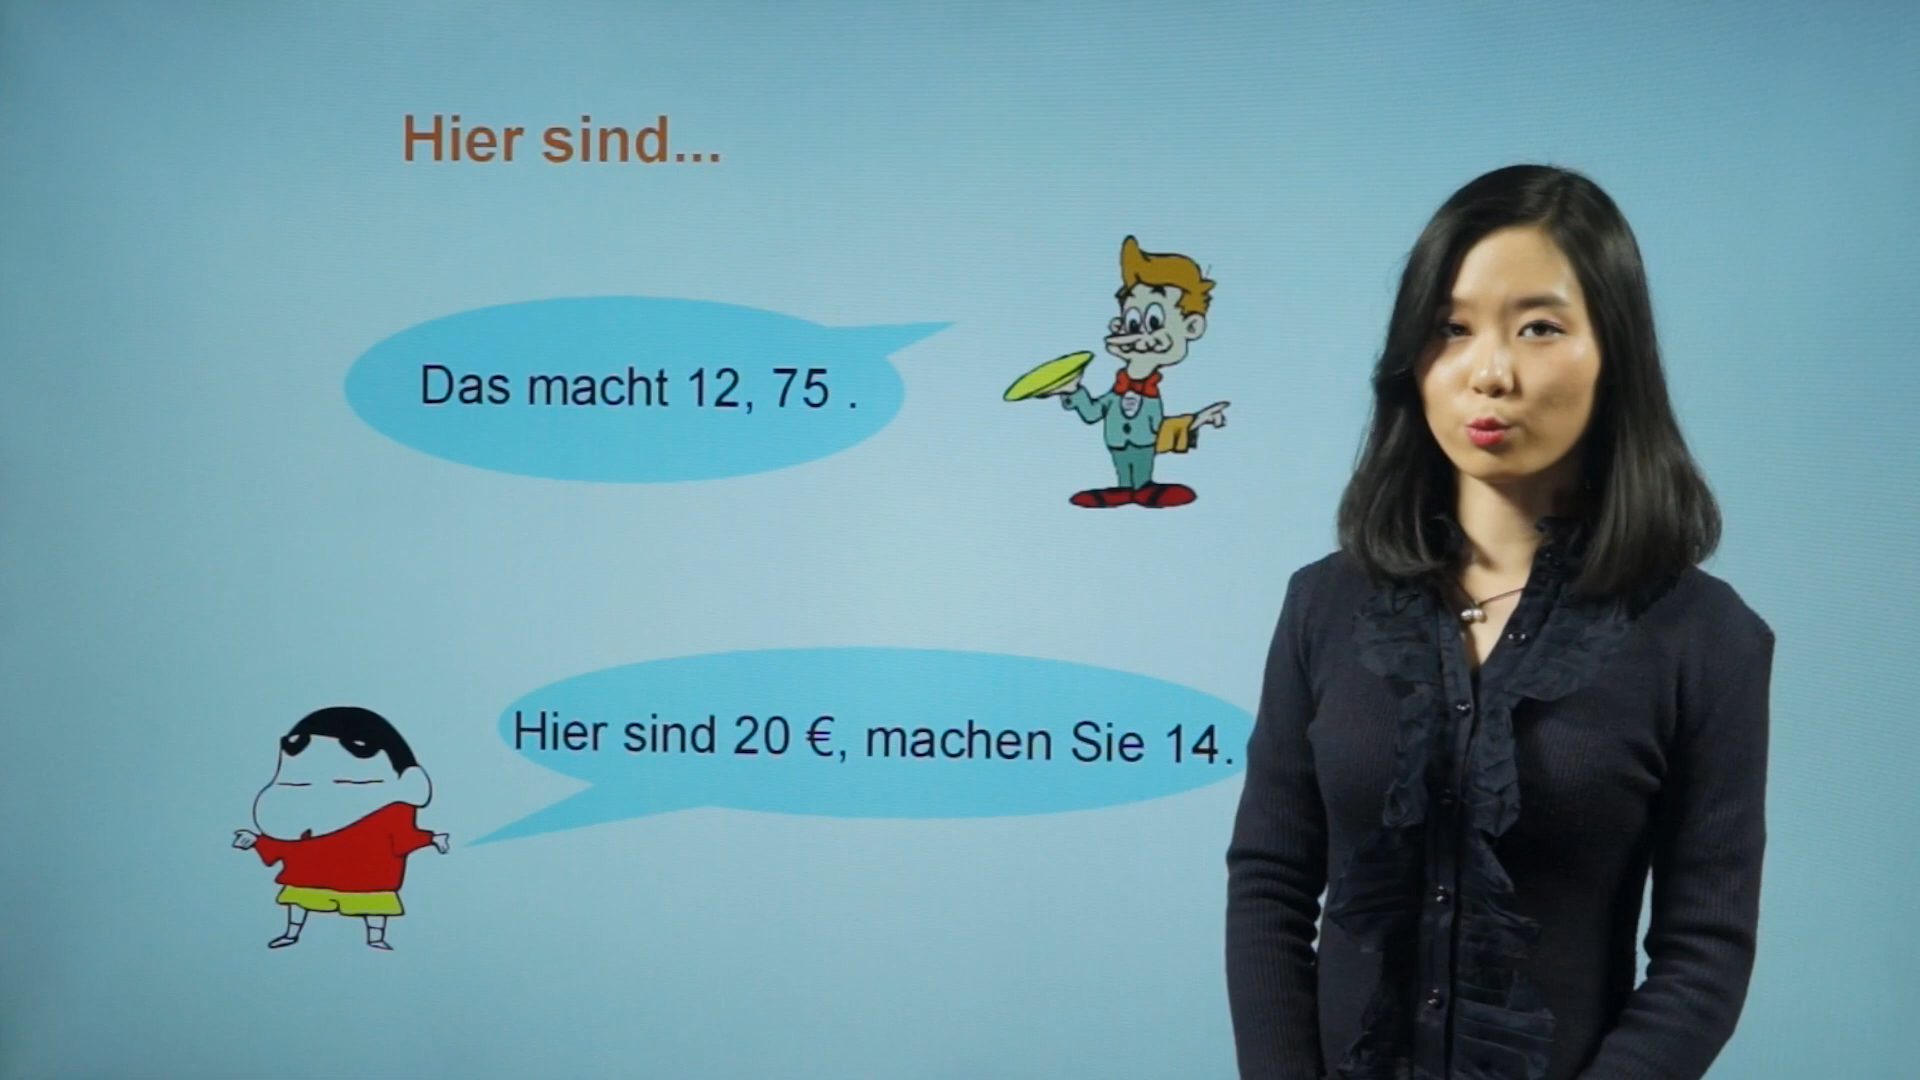 Hier sind...
Das macht 12, 75 .
Hier sind 20 €, machen Sie 14.